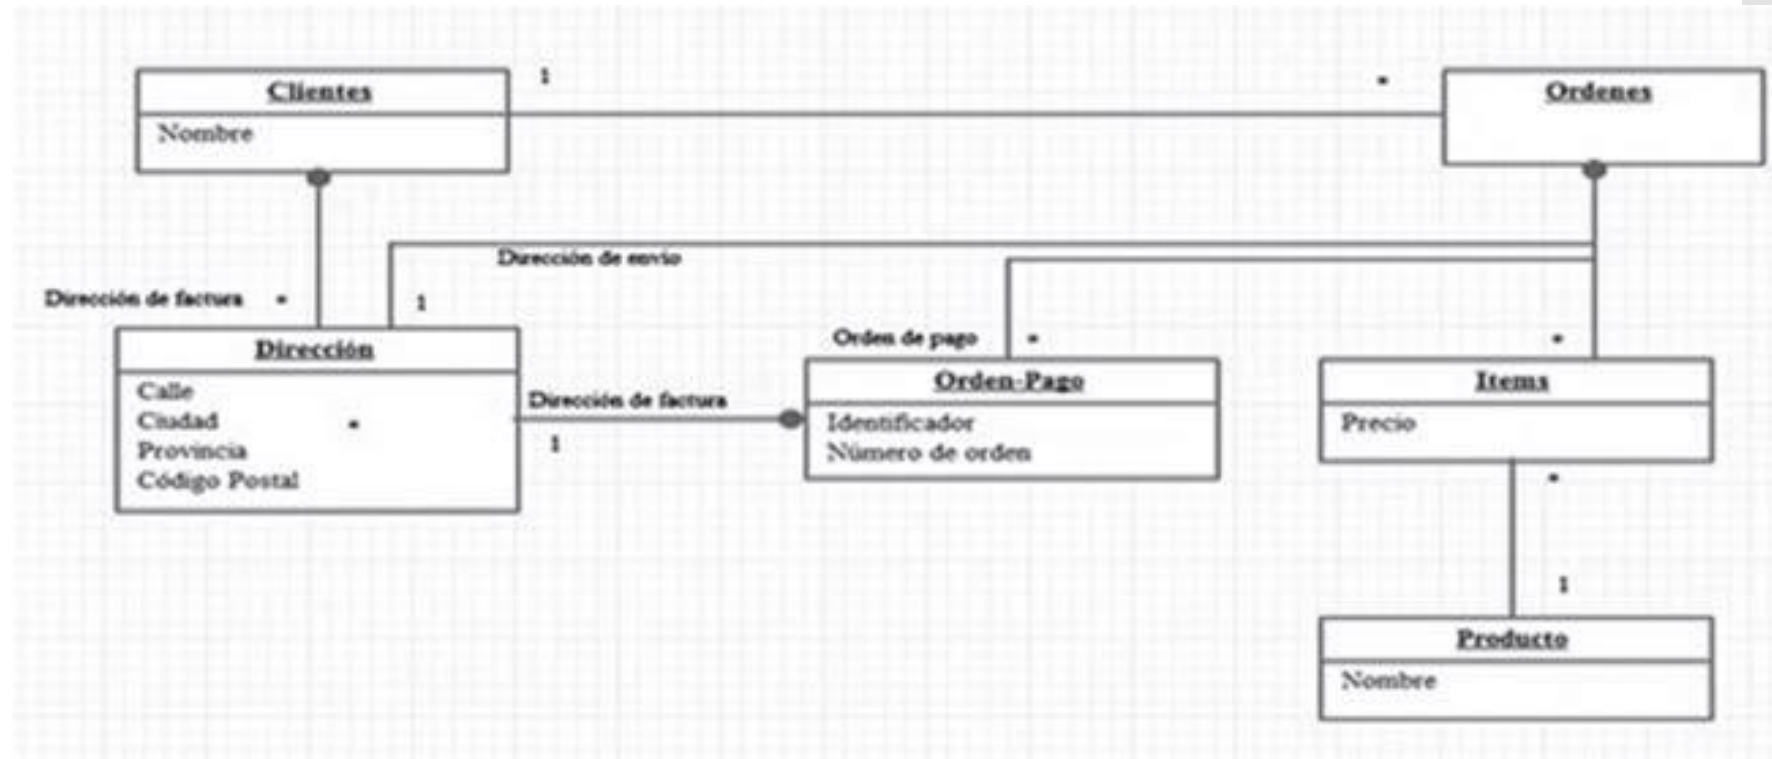 Clientes
1
*
Ordenes
Nombre
Dirección de envío
Dirección de factura *
1
Orden de pago *
*
Dirección
Calle
Ciudad *
Provincia
Código Postal
Dirección de factura
1
Orden-Pago
Identificador
Número de orden
Items
Precio
*
1
Producto
Nombre